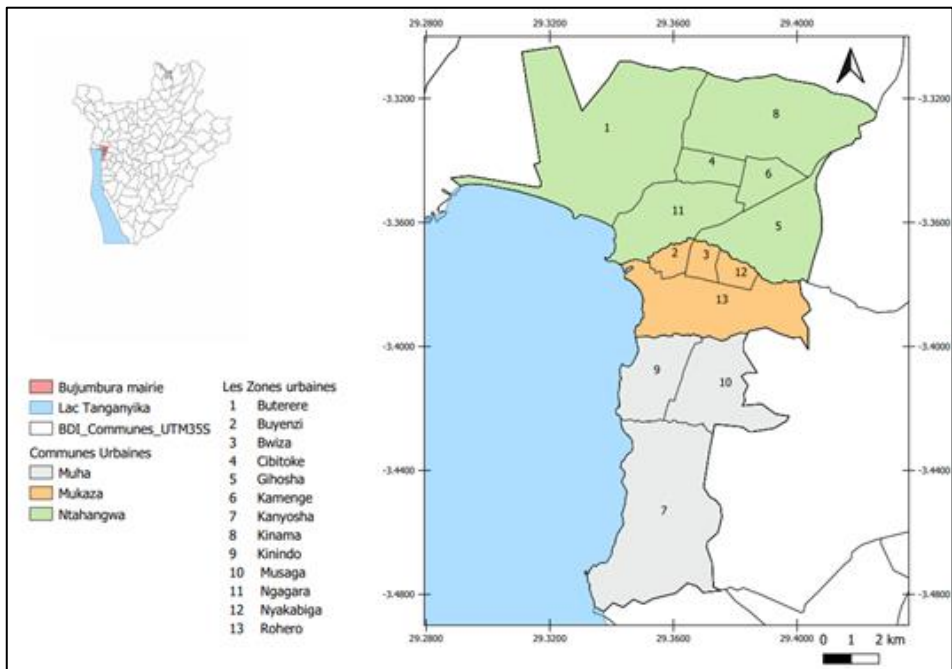 29.2800 29.3200 29.3600 29.4000
-3.3200 -3.3200
-3.3600 -3.3600
-3.4000 -3.4000
-3.4400 -3.4400
-3.4800 -3.4800
29.2800 29.3200 29.3600 29.4000
1
8
4
6
11
5
2
3
12
13
9
10
7
0 1 2 km
Bujumbura mairie
Lac Tanganyika
BDI_Communes_UTM35S
Communes Urbaines
Muha
Mukaza
Ntahangwa
Les Zones urbaines
1 Buterere
2 Buyenzi
3 Bwiza
4 Cibitoke
5 Gihosha
6 Kamenge
7 Kanyosha
8 Kinama
9 Kinindo
10 Musaga
11 Ngagara
12 Nyakabiga
13 Rohero